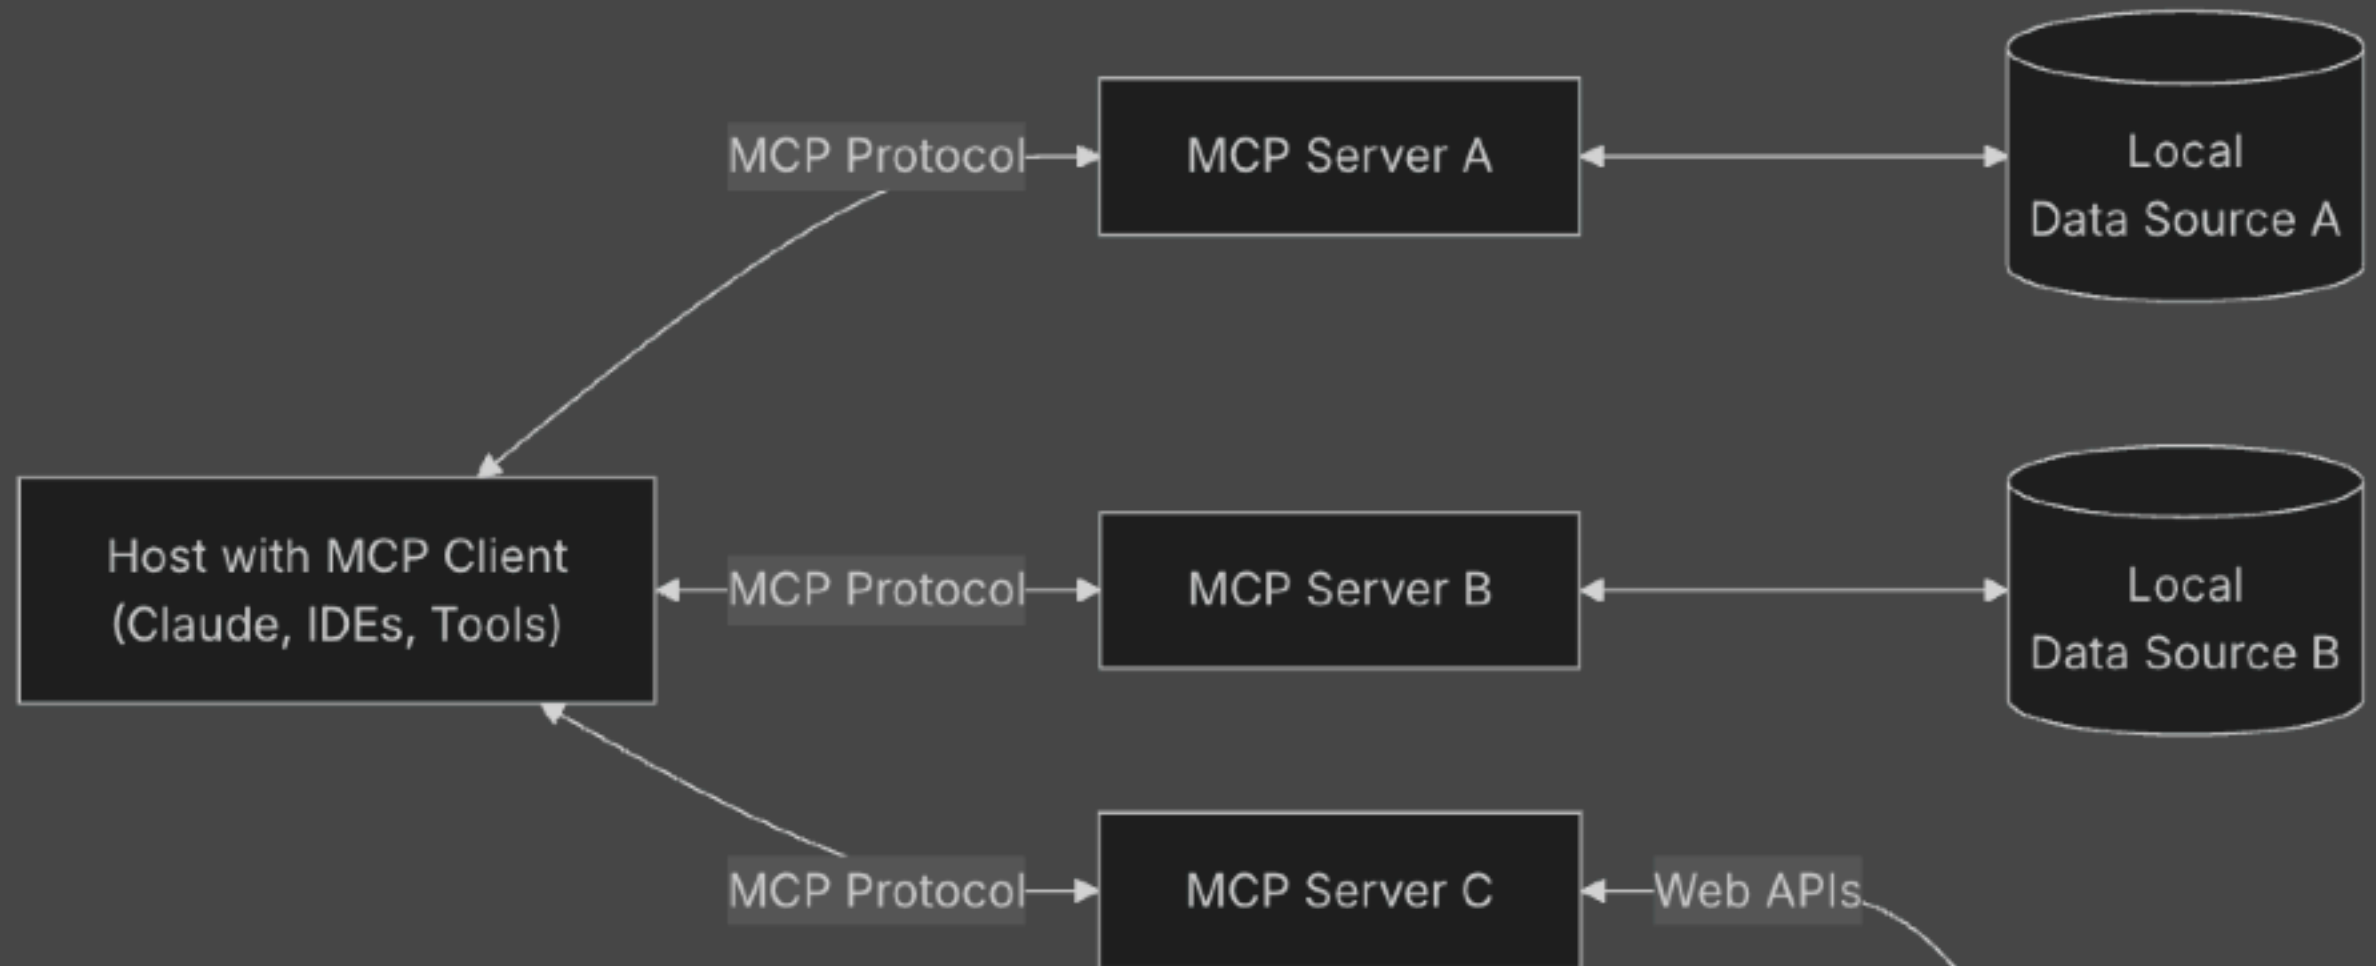 MCP Protocol
MCP Server A
Local
Data Source A
Host with MCP Client
(Claude, IDEs, Tools)
MCP Protocol
MCP Server B
Local
Data Source B
MCP Protocol
MCP Server C
Web APIs